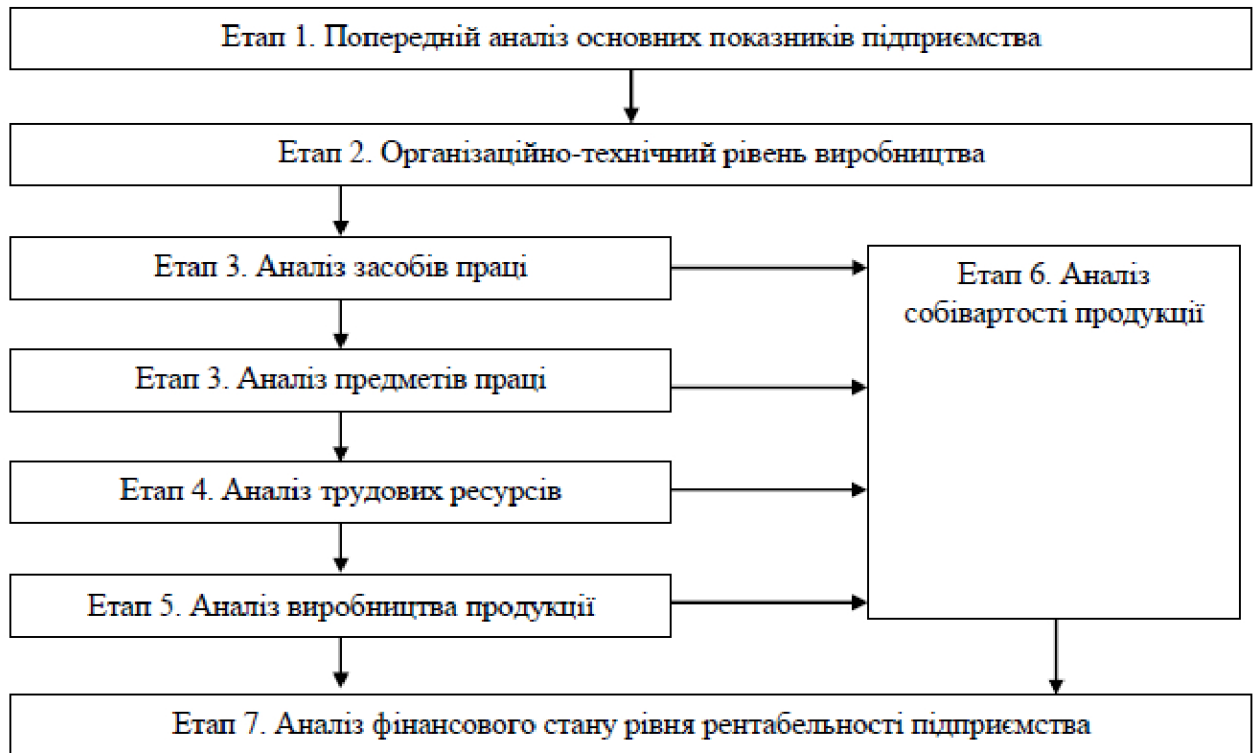 Етап 1. Попередній аналіз основних показників підприємства
Етап 2. Організаційно-технічний рівень виробництва
Етап 3. Аналіз засобів праці
Етап 6. Аналіз
собівартості продукції
Етап 3. Аналіз предметів праці
Етап 4. Аналіз трудових ресурсів
Етап 5. Аналіз виробництва продукції
Етап 7. Аналіз фінансового стану рівня рентабельності підприємства